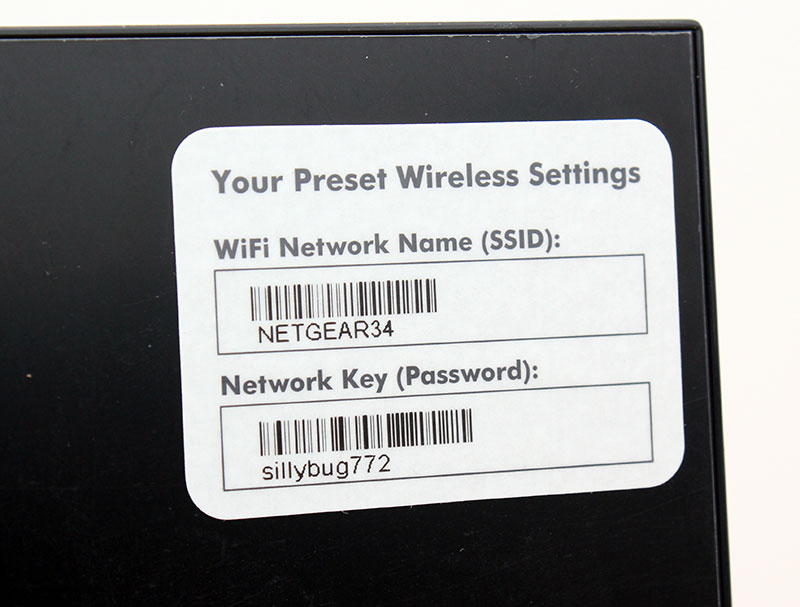 Your Preset Wireless Settings
WiFi Network Name (SSID):
NETGEAR34
Network Key (Password):
sillybug772